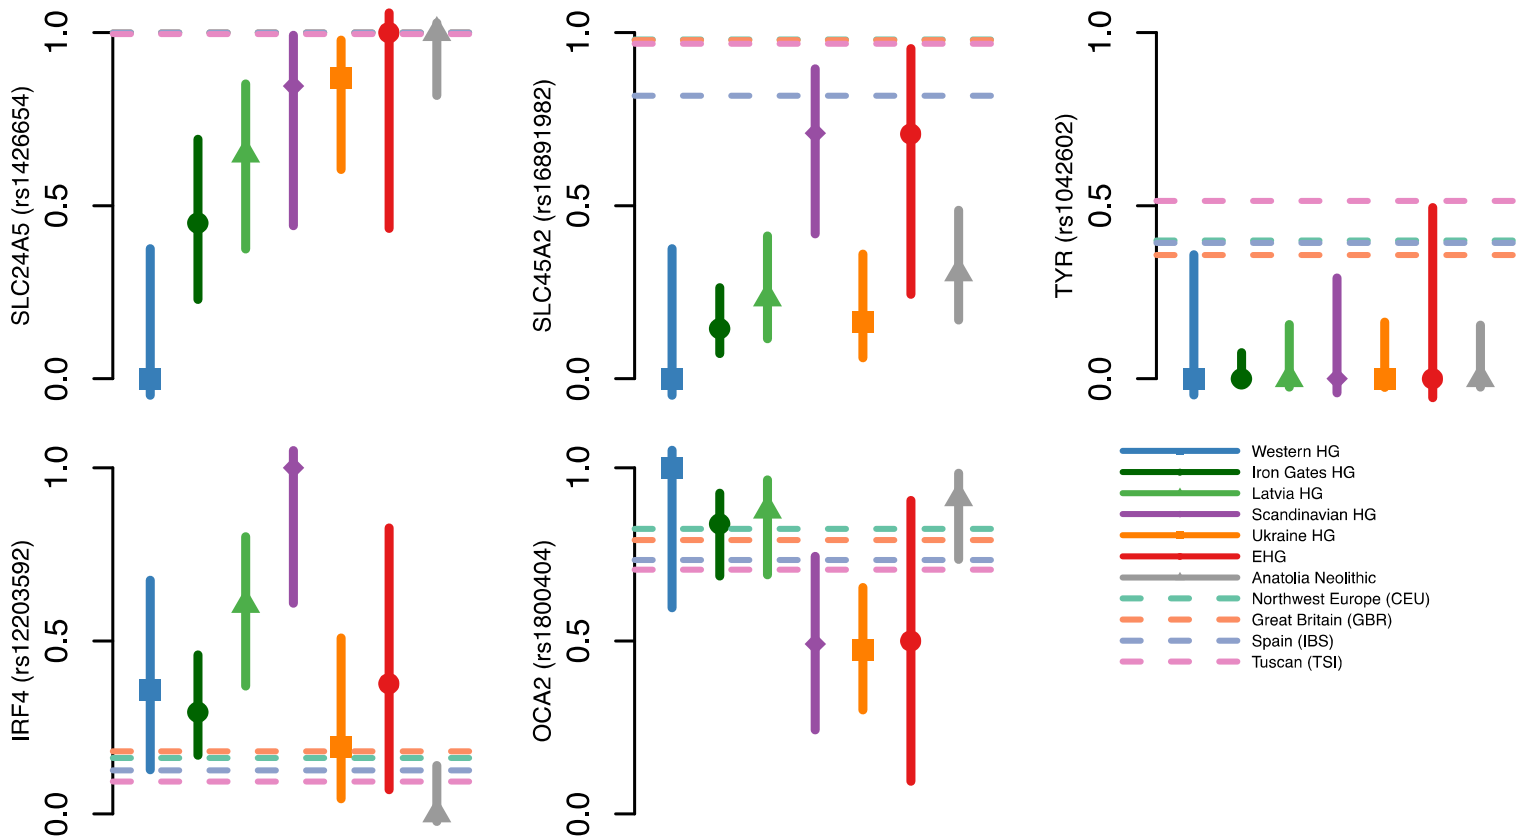 SLC24A5 (rs1426654)
1.0
0.5
0.0
SLC45A2 (rs16891982)
1.0
0.5
0.0
TYR (rs1042602)
1.0
0.5
0.0
IRF4 (rs12203592)
1.0
0.5
0.0
OCA2 (rs1800404)
1.0
0.5
0.0
Western HG
Iron Gates HG
Latvia HG
Scandinavian HG
Ukraine HG
EHG
Anatolia Neolithic
Northwest Europe (CEU)
Great Britain (GBR)
Spain (IBS)
Tuscan (TSI)